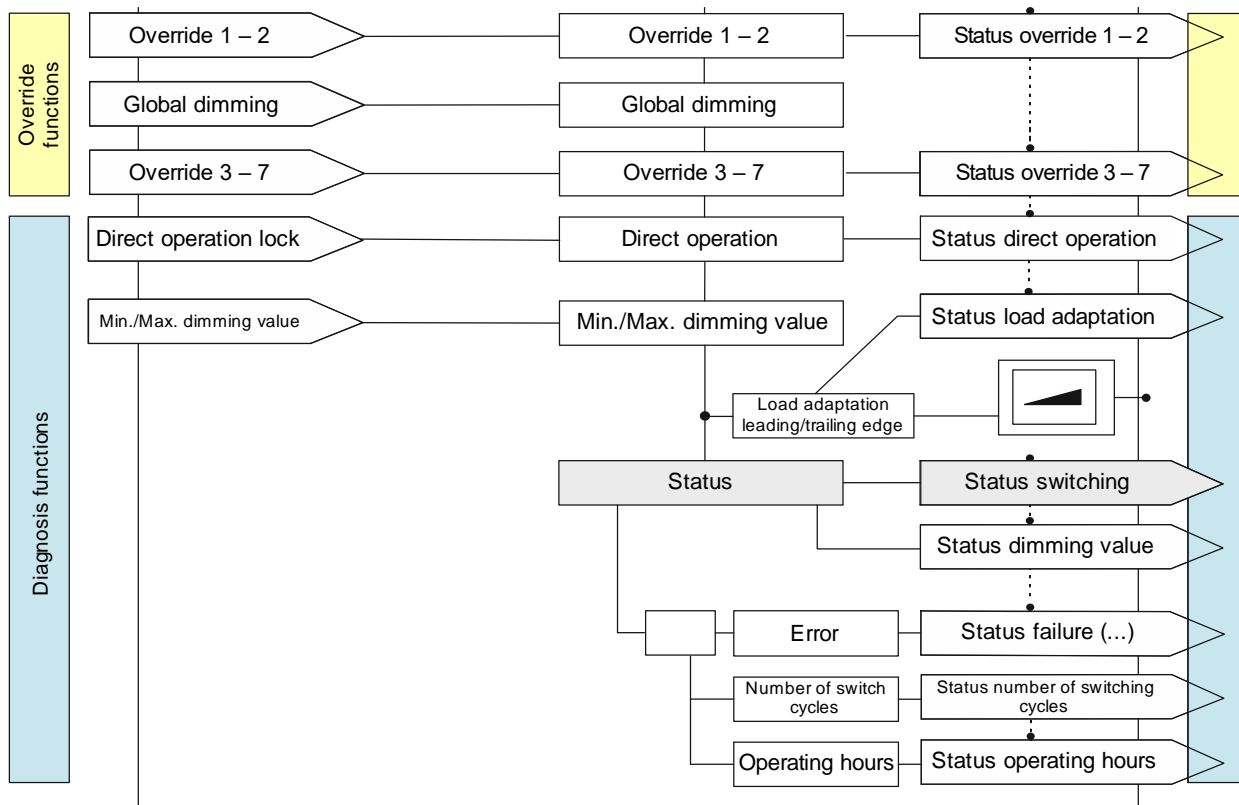 Override
functions
Override 1 – 2
Override 1 – 2
Status override 1 – 2
Global dimming
Global dimming
Override 3 – 7
Override 3 – 7
Status override 3 – 7
Diagnosis functions
Direct operation lock
Direct operation
Status direct operation
Min./Max. dimming value
Min./Max. dimming value
Status load adaptation
Load adaptation
leading/trailing edge
Status
Status switching
Status dimming value
Error
Status failure (...)
Number of switch
cycles
Status number of switching
cycles
Operating hours
Status operating hours